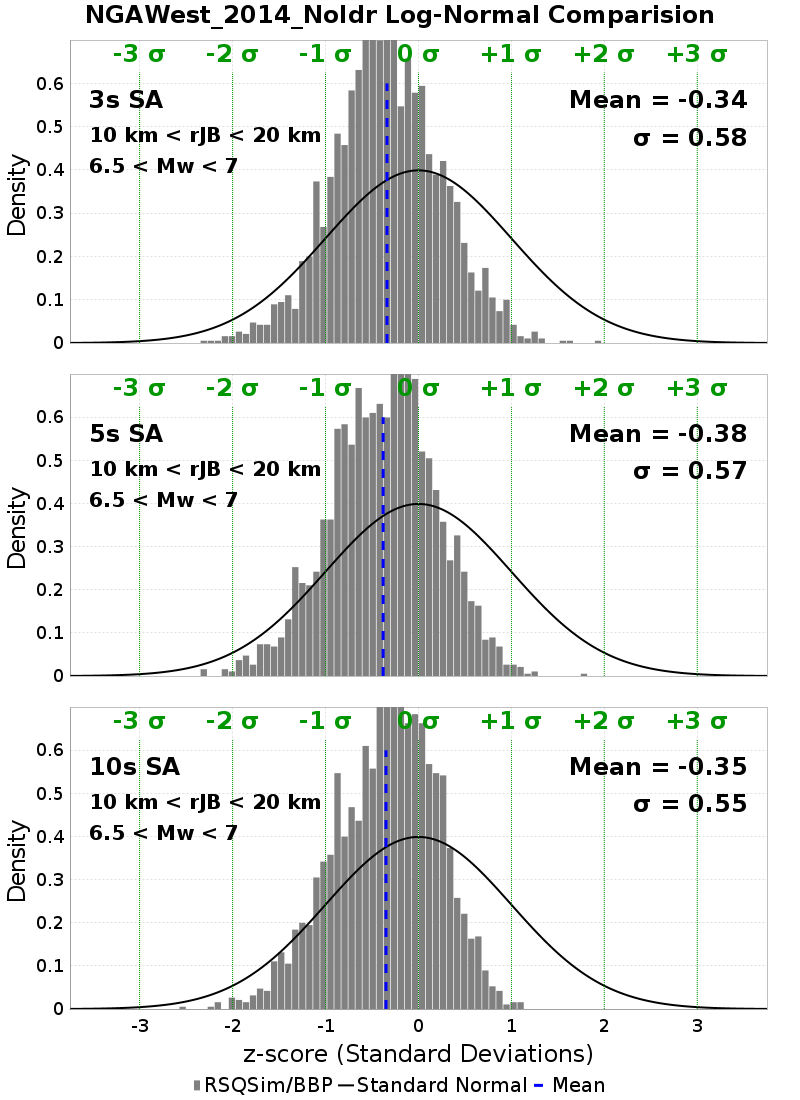 NGAWest_2014_NoIdr Log-Normal Comparision
-3 σ -2 σ -1 σ 0 σ +1 σ +2 σ +3 σ
3s SA
Mean = -0.34
10 km < rJB < 20 km
σ = 0.58
6.5 < Mw < 7
Density
0.6
0.5
0.4
0.3
0.2
0.1
0
-3 σ -2 σ -1 σ 0 σ +1 σ +2 σ +3 σ
5s SA
Mean = -0.38
10 km < rJB < 20 km
σ = 0.57
6.5 < Mw < 7
Density
0.6
0.5
0.4
0.3
0.2
0.1
0
-3 σ -2 σ -1 σ 0 σ +1 σ +2 σ +3 σ
10s SA
Mean = -0.35
10 km < rJB < 20 km
σ = 0.55
6.5 < Mw < 7
Density
0.6
0.5
0.4
0.3
0.2
0.1
0
-3 -2 -1 0 1 2 3
z-score (Standard Deviations)
RSQSim/BBP Standard Normal Mean